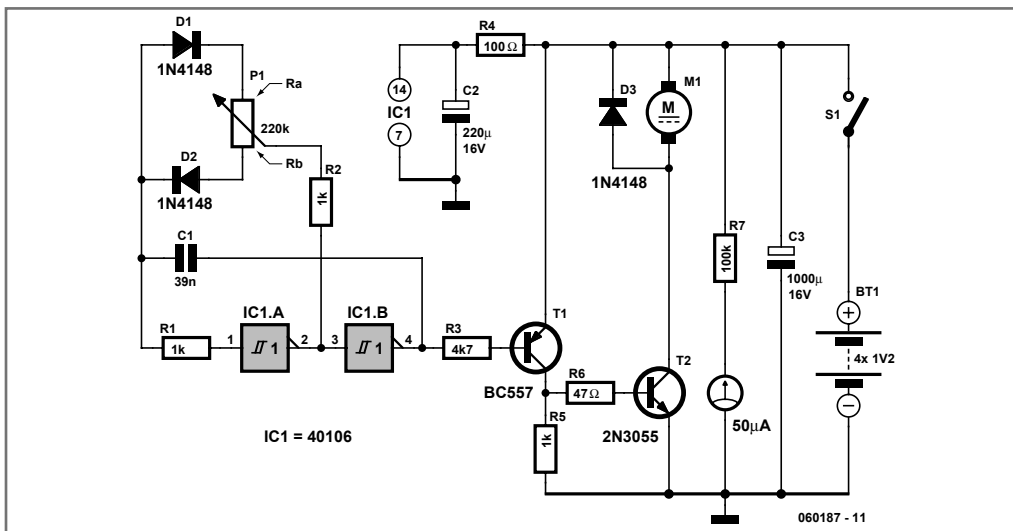 D1
1N4148
P1
Ra
220k
Rb
D2
1N4148
R2
1k
C1
39n
R1
1k
IC1.A
1
1
2
IC1.B
3
1
4
R3
4k7
IC1 = 40106
14
IC1
7
C2
220µ
16V
R4
100Ω
T1
BC557
R5
1k
R6
47Ω
T2
2N3055
D3
1N4148
M1
M
R7
100k
50µA
C3
1000µ
16V
S1
BT1
+
4x 1V2
−
060187 - 11